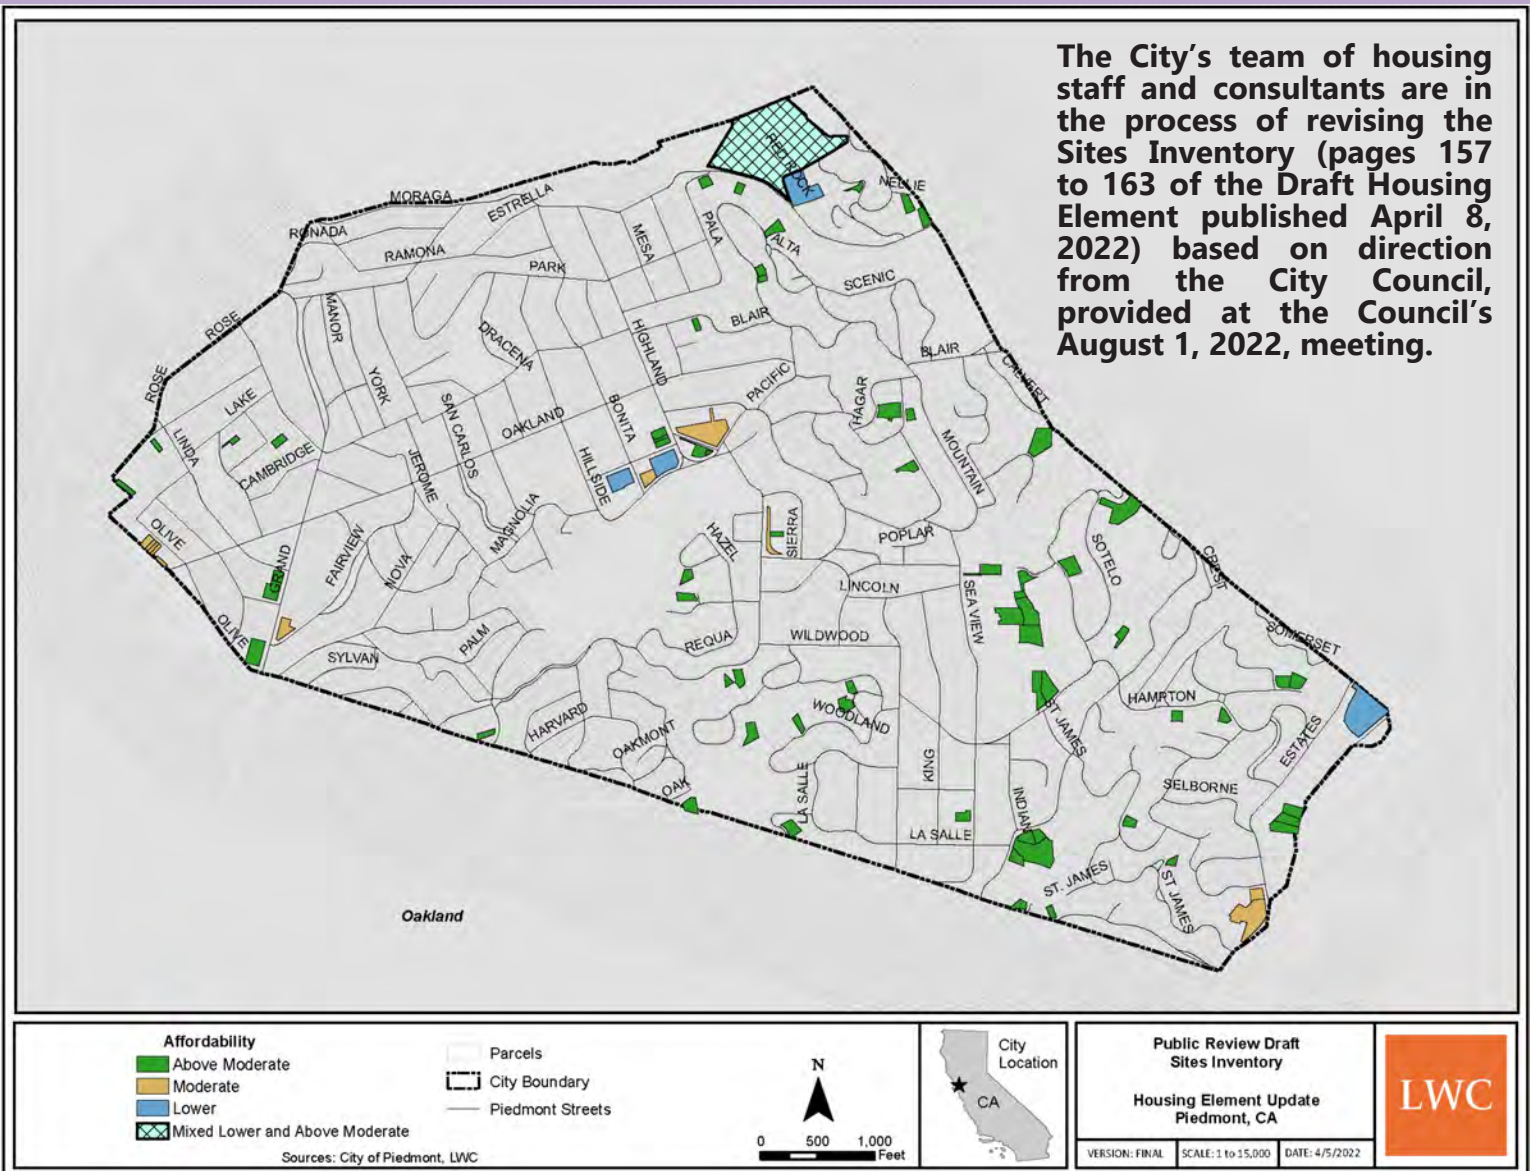 The City’s team of housing
staff and consultants are in
the process of revising the
Sites Inventory (pages 157
to 163 of the Draft Housing
Element published April 8,
2022) based on direction
from the City Council,
provided at the Council’s
August 1, 2022, meeting.
RED ROCK
NELLIE
MORAGA
ESTRELLA
RONADA
RAMONA
PARK
MESA
PALA
ALTA
SCENIC
ROSE
ROSE
MANOR
YORK
DRACENA
HIGHLAND
BLAIR
BLAIR
CALVERT
PACIFIC
LAKE
LINDA
CAMBRIDGE
SAN CARLOS
OAKLAND
BONITA
HAGAR
MOUNTAIN
JEROME
HILLSIDE
MAGNOLIA
OLIVE
GRAND
FAIRVIEW
NOVA
HAZEL
SIERRA
POPLAR
SOTELO
CREST
LINCOLN
SEA VIEW
OLIVE
SYLVAN
PALM
REQUA
WILDWOOD
SOMERSET
HARVARD
OAKMONT
WOODLAND
HAMPTON
ST JAMES
ESTATES
OAK
LA SALLE
KING
INDIAN
SELBORNE
LA SALLE
ST. JAMES
ST JAMES
Oakland
Affordability
Above Moderate
Moderate
Lower
Mixed Lower and Above Moderate
Parcels
City Boundary
Piedmont Streets
Sources: City of Piedmont, LWC
N
0 500 1,000
Feet
City
Location
CA
Public Review Draft
Sites Inventory
Housing Element Update
Piedmont, CA
VERSION: FINAL
SCALE: 1 to 15,000
DATE: 4/5/2022
LWC